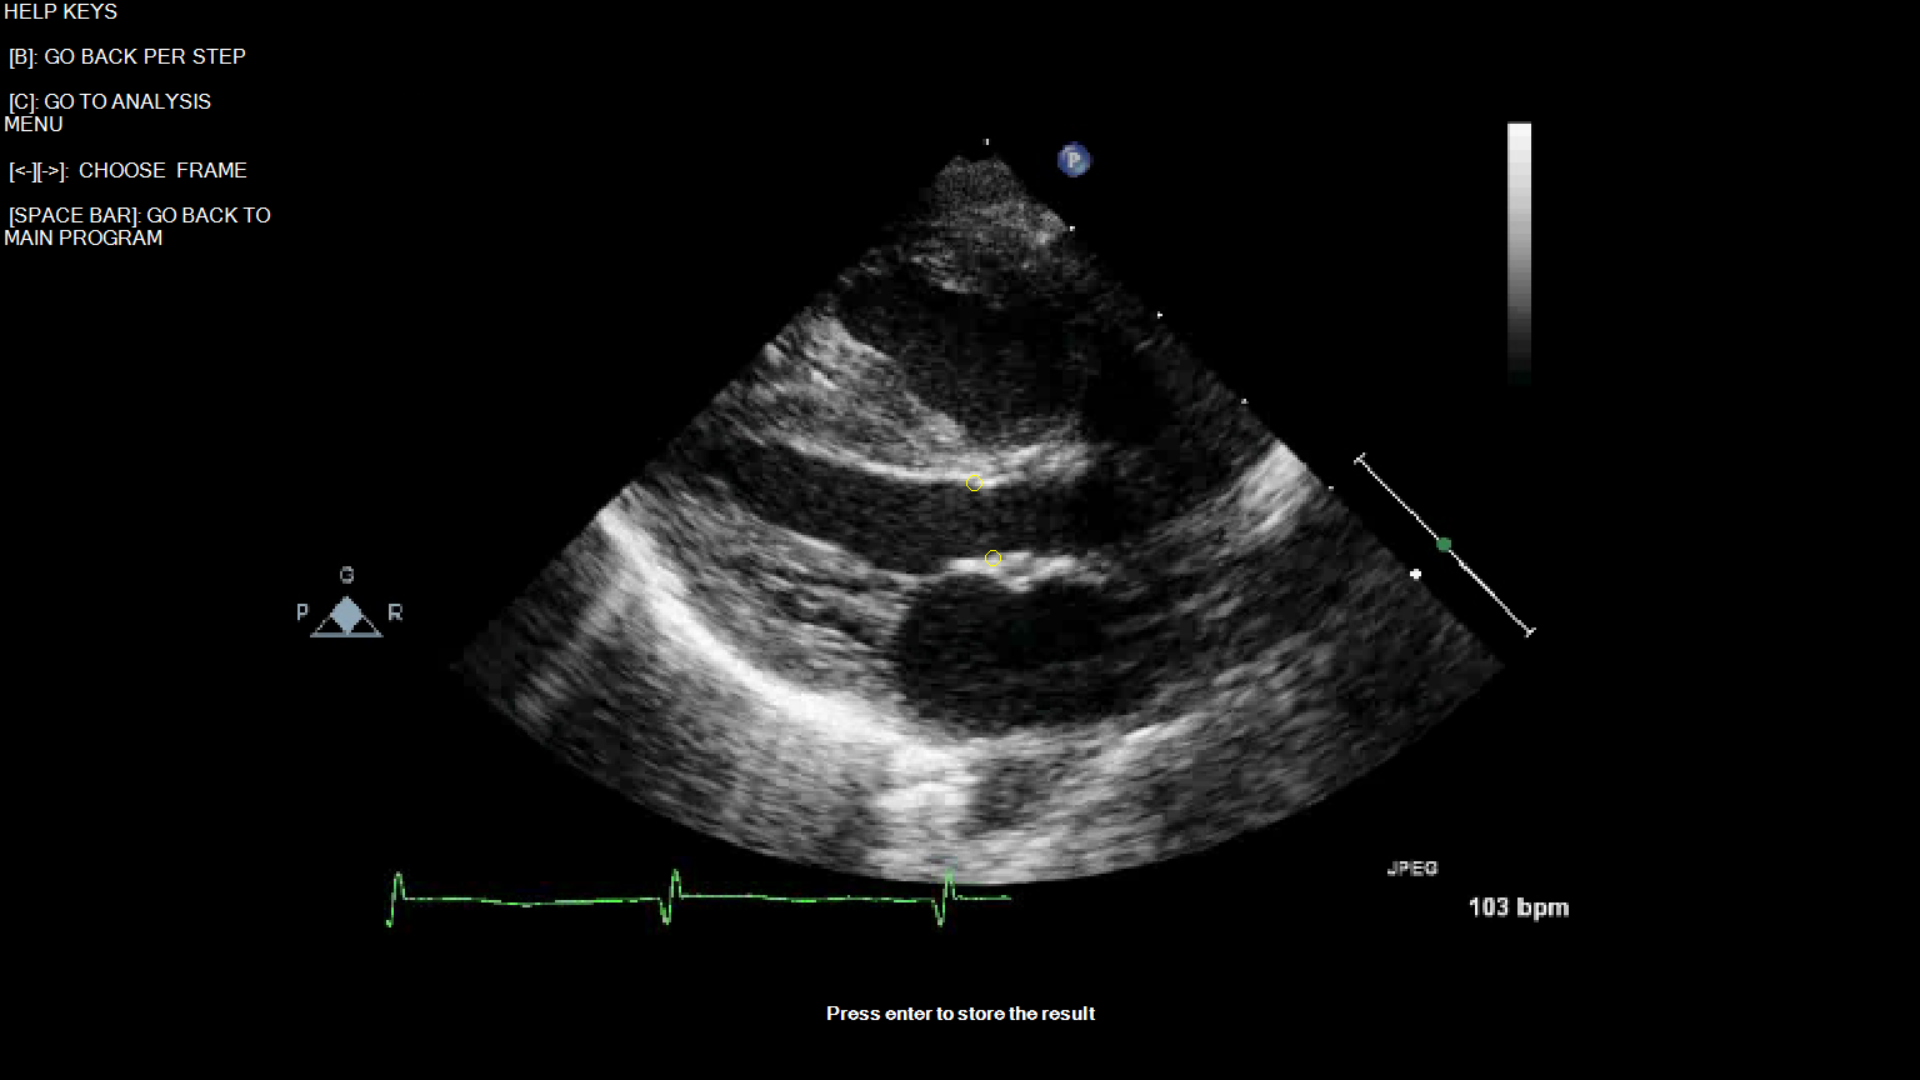 HELP KEYS
[B]: GO BACK PER STEP
[C]: GO TO ANALYSIS
MENU
[<-][->]: CHOOSE FRAME
[SPACE BAR]: GO BACK TO
MAIN PROGRAM
P
G
P R
JPEG
103 bpm
Press enter to store the result